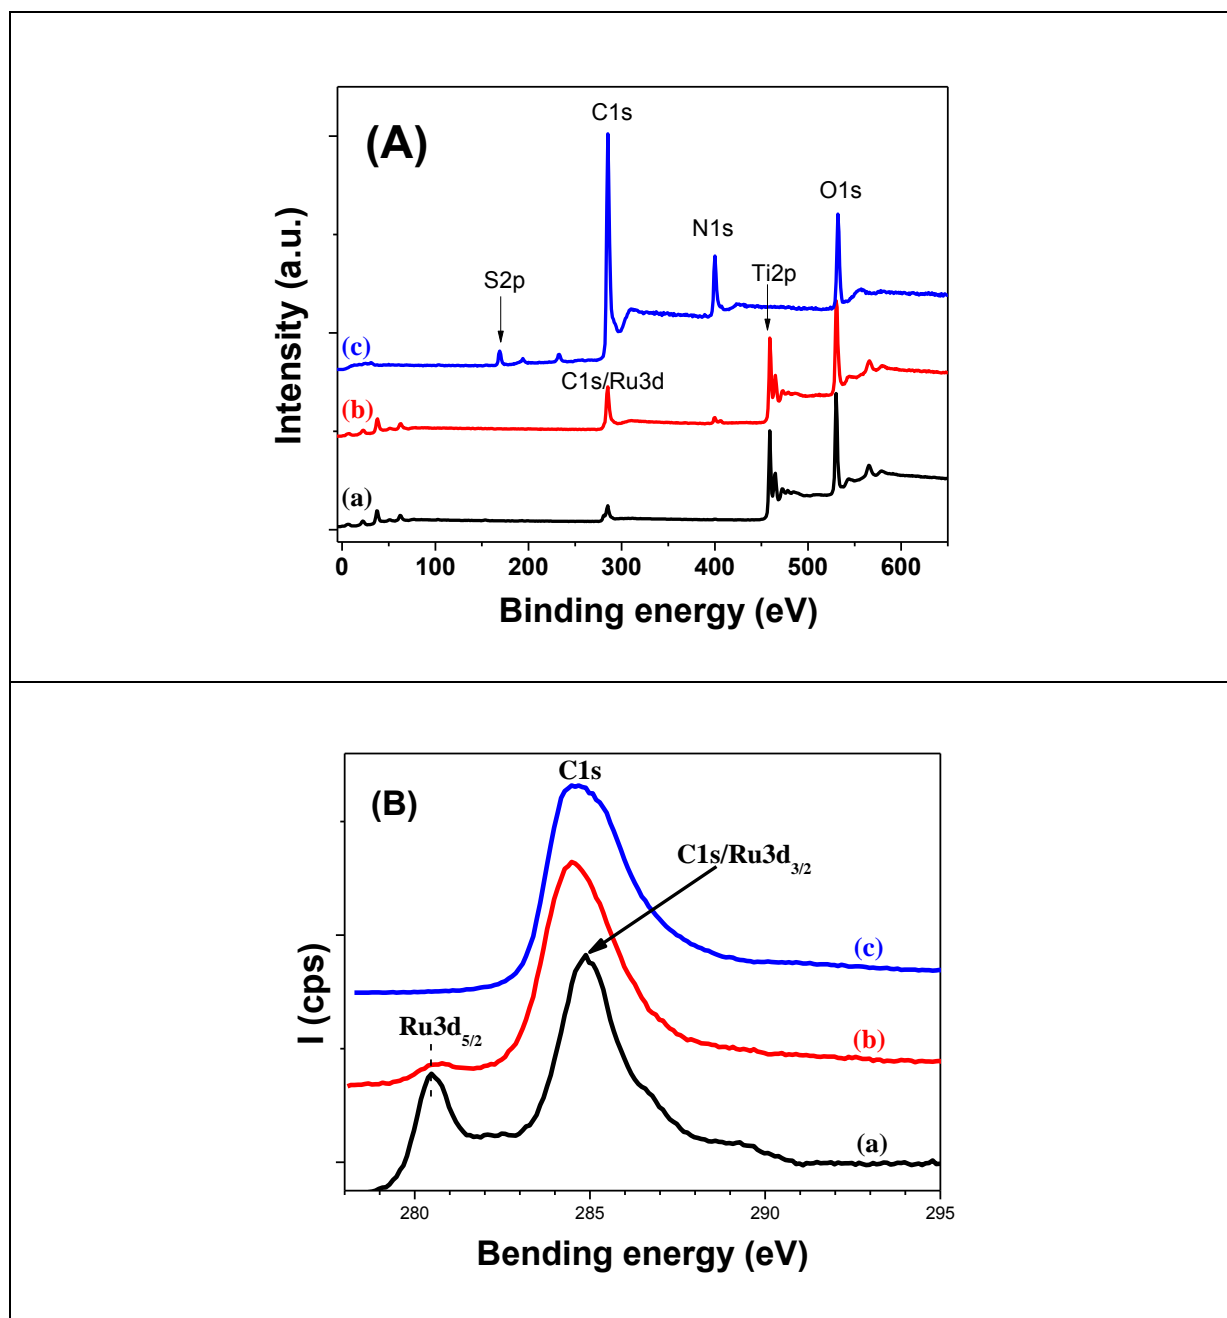 (A)
C1s
O1s
N1s
Ti2p
S2p
(c)
C1s/Ru3d
(b)
(a)
Intensity (a.u.)
0 100 200 300 400 500 600
Binding energy (eV)
C1s
(B)
C1s/Ru3d3/2
(c)
Ru3d5/2
(b)
(a)
I (cps)
280 285 290 295
Bending energy (eV)